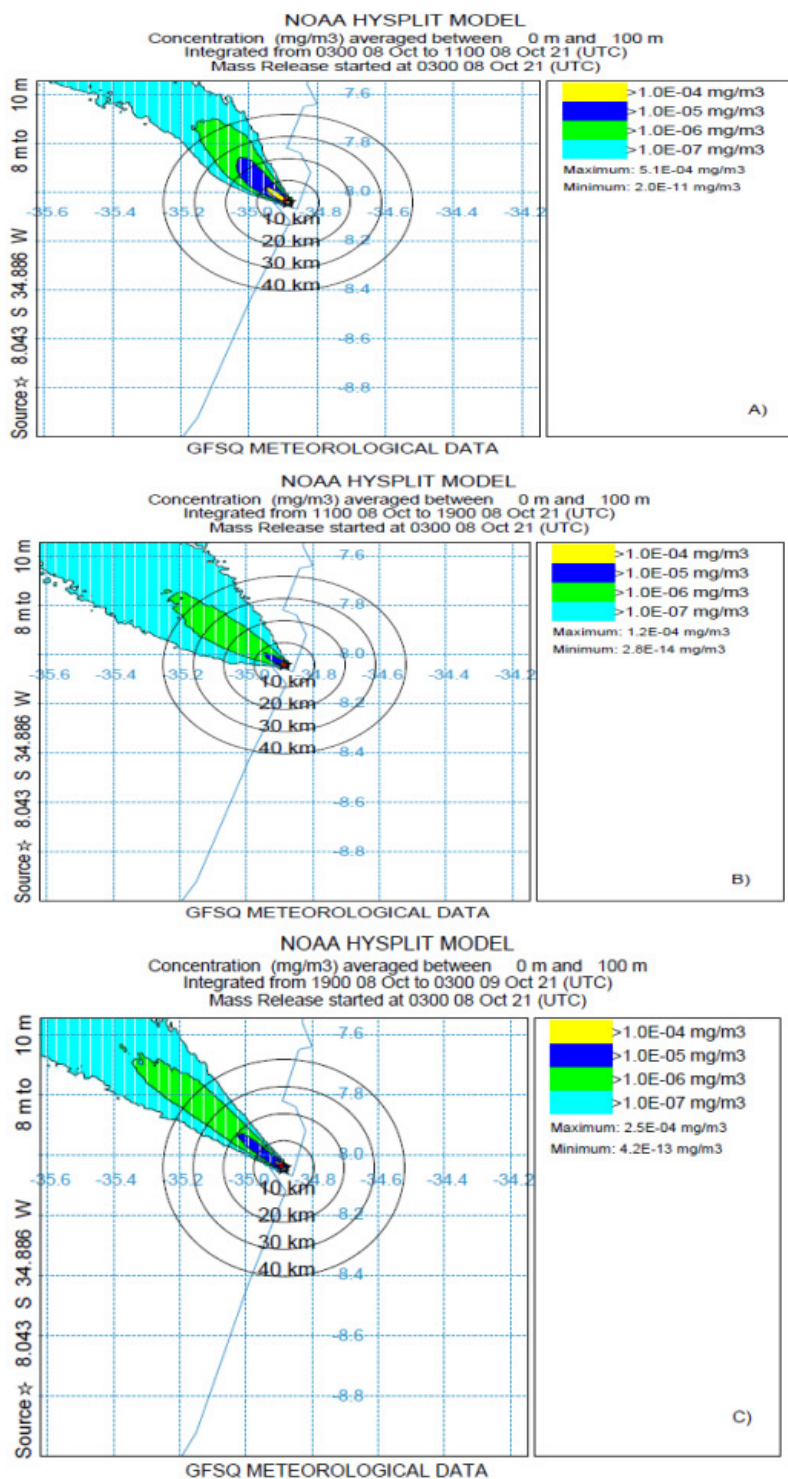 NOAA HYSPLIT MODEL
Concentration (mg/m3) averaged between 0 m and 100 m
Integrated from 0300 08 Oct to 1100 08 Oct 21 (UTC)
Mass Release started at 0300 08 Oct 21 (UTC)
Source☆ 8.043 S 34.886 W 8 m to 10 m
-7.6
-7.8
-8.0
-35.6 -35.4 -35.2 -35.0 -34.8 -34.6 -34.4 -34.2
10 km
-8.2
20 km
30 km
40 km
-8.4
-8.6
-8.8
>1.0E-04 mg/m3
>1.0E-05 mg/m3
>1.0E-06 mg/m3
>1.0E-07 mg/m3
Maximum: 5.1E-04 mg/m3
Minimum: 2.0E-11 mg/m3
A)
GFSQ METEOROLOGICAL DATA
NOAA HYSPLIT MODEL
Concentration (mg/m3) averaged between 0 m and 100 m
Integrated from 1100 08 Oct to 1900 08 Oct 21 (UTC)
Mass Release started at 0300 08 Oct 21 (UTC)
Source☆ 8.043 S 34.886 W 8 m to 10 m
-7.6
-7.8
-8.0
-35.6 -35.4 -35.2 -35.0 -34.8 -34.6 -34.4 -34.2
10 km
-8.2
20 km
30 km
40 km
-8.4
-8.6
-8.8
>1.0E-04 mg/m3
>1.0E-05 mg/m3
>1.0E-06 mg/m3
>1.0E-07 mg/m3
Maximum: 1.2E-04 mg/m3
Minimum: 2.8E-14 mg/m3
B)
GFSQ METEOROLOGICAL DATA
NOAA HYSPLIT MODEL
Concentration (mg/m3) averaged between 0 m and 100 m
Integrated from 1900 08 Oct to 0300 09 Oct 21 (UTC)
Mass Release started at 0300 08 Oct 21 (UTC)
Source☆ 8.043 S 34.886 W 8 m to 10 m
-7.6
-7.8
-8.0
-35.6 -35.4 -35.2 -35.0 -34.8 -34.6 -34.4 -34.2
10 km
-8.2
20 km
30 km
40 km
-8.4
-8.6
-8.8
>1.0E-04 mg/m3
>1.0E-05 mg/m3
>1.0E-06 mg/m3
>1.0E-07 mg/m3
Maximum: 2.5E-04 mg/m3
Minimum: 4.2E-13 mg/m3
C)
GFSQ METEOROLOGICAL DATA